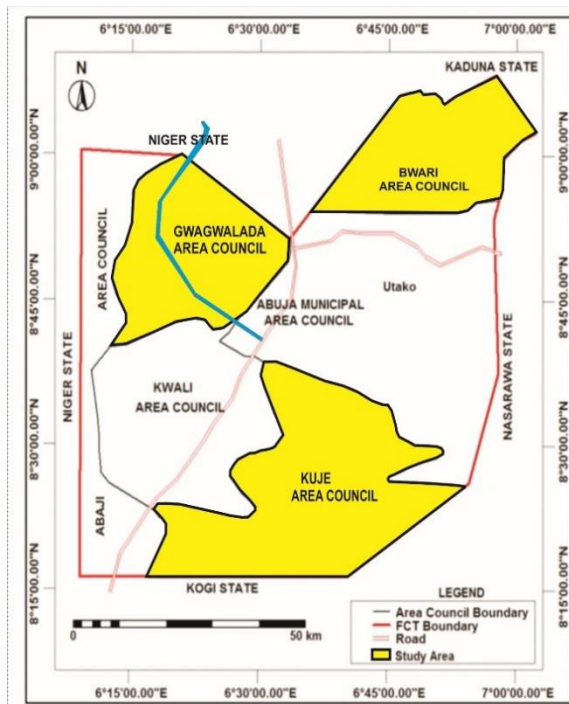 6°15'00.00"E 6°30'00.00"E 6°45'00.00"E 7°00'00.00"E
N
KADUNA STATE
NIGER STATE
9°00'0.00"N
9°00'0.00"N
BWARI
AREA COUNCIL
GWAGWALADA
AREA COUNCIL
AREA COUNCIL
Utako
ABUJA MUNICIPAL
AREA COUNCIL
8°45'0.00"N
8°45'0.00"N
NIGER STATE
NASARAWA STATE
KWALI
AREA COUNCIL
8°30'00.00"N
8°30'00.00"N
KUJE
AREA COUNCIL
ABAJI
KOGI STATE
8°15'00.00"N
8°15'00.00"N
LEGEND
Area Council Boundary
FCT Boundary
Road
Study Area
0 50 km
6°15'00.00"E 6°30'00.00"E 6°45'00.00"E 7°00'00.00"E